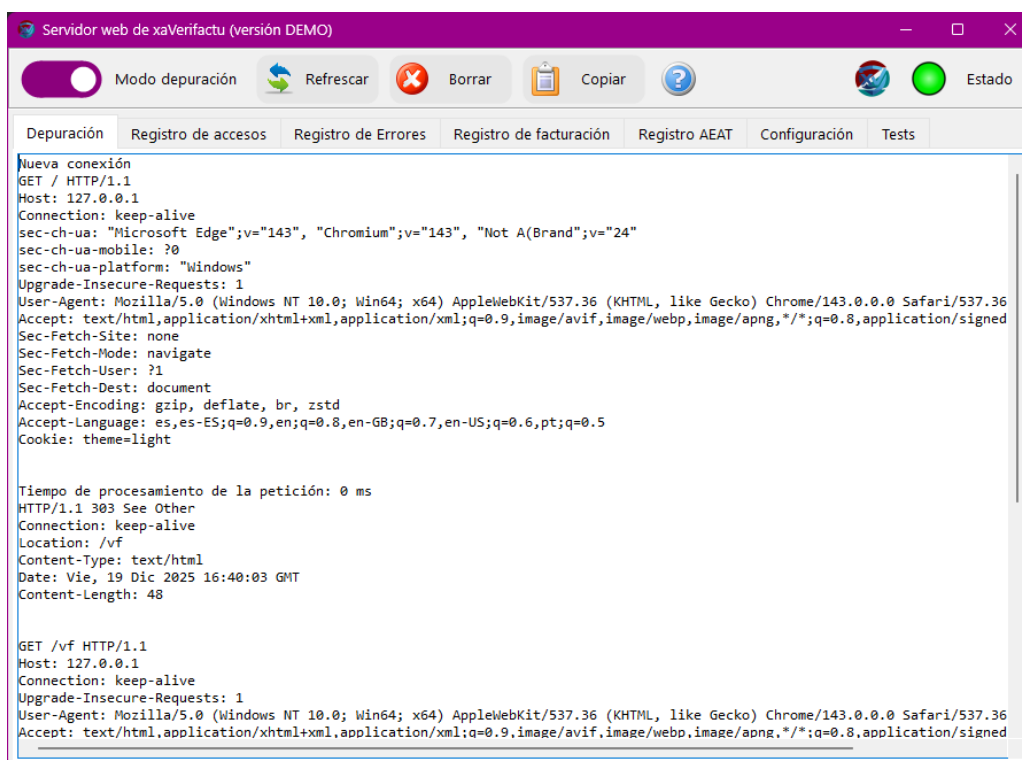 Servidor web de xaVerifactu (versión DEMO)
Modo depuración Refrescar Borrar Copiar Estado
Depuración Registro de accesos Registro de Errores Registro de facturación Registro AEAT Configuración Tests
Nueva conexión
GET / HTTP/1.1
Host: 127.0.0.1
Connection: keep-alive
sec-ch-ua: "Microsoft Edge";v="143", "Chromium";v="143", "Not A(Brand";v="24"
sec-ch-ua-mobile: ?0
sec-ch-ua-platform: "Windows"
Upgrade-Insecure-Requests: 1
User-Agent: Mozilla/5.0 (Windows NT 10.0; Win64; x64) AppleWebKit/537.36 (KHTML, like Gecko) Chrome/143.0.0.0 Safari/537.36
Accept: text/html,application/xhtml+xml,application/xml;q=0.9,image/avif,image/webp,image/apng,*/*;q=0.8,application/signed
Sec-Fetch-Site: none
Sec-Fetch-Mode: navigate
Sec-Fetch-User: ?1
Sec-Fetch-Dest: document
Accept-Encoding: gzip, deflate, br, zstd
Accept-Language: es,es-ES;q=0.9,en;q=0.8,en-GB;q=0.7,en-US;q=0.6,pt;q=0.5
Cookie: theme=light
Tiempo de procesamiento de la petición: 0 ms
HTTP/1.1 303 See Other
Connection: keep-alive
Location: /vf
Content-Type: text/html
Date: Vie, 19 Dic 2025 16:40:03 GMT
Content-Length: 48
GET /vf HTTP/1.1
Host: 127.0.0.1
Connection: keep-alive
Upgrade-Insecure-Requests: 1
User-Agent: Mozilla/5.0 (Windows NT 10.0; Win64; x64) AppleWebKit/537.36 (KHTML, like Gecko) Chrome/143.0.0.0 Safari/537.36
Accept: text/html,application/xhtml+xml,application/xml;q=0.9,image/avif,image/webp,image/apng,*/*;q=0.8,application/signed